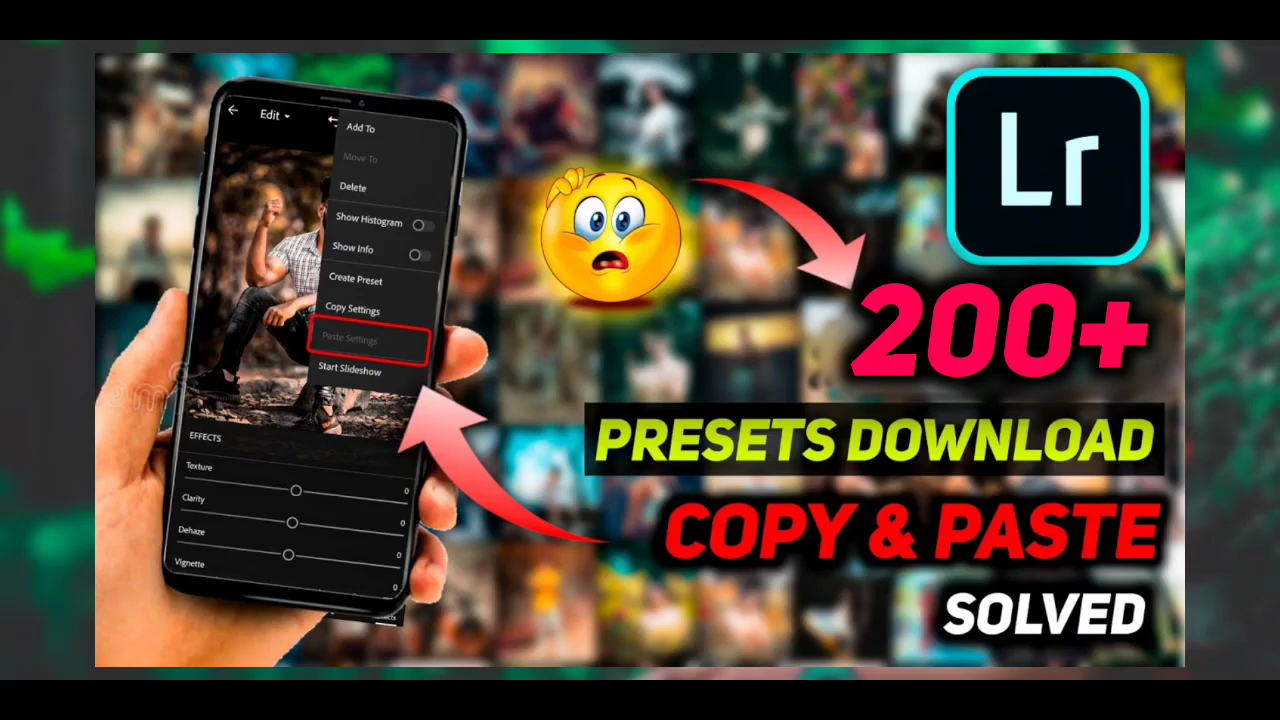 Edit
Add To
Move To
Delete
Show Histogram
Show Info
Create Preset
Copy Settings
Paste Settings
Start Slideshow
EFFECTS
Texture 0
Clarity 0
Dehaze 0
Vignette 0
Lr
200+
PRESETS DOWNLOAD
COPY & PASTE
SOLVED